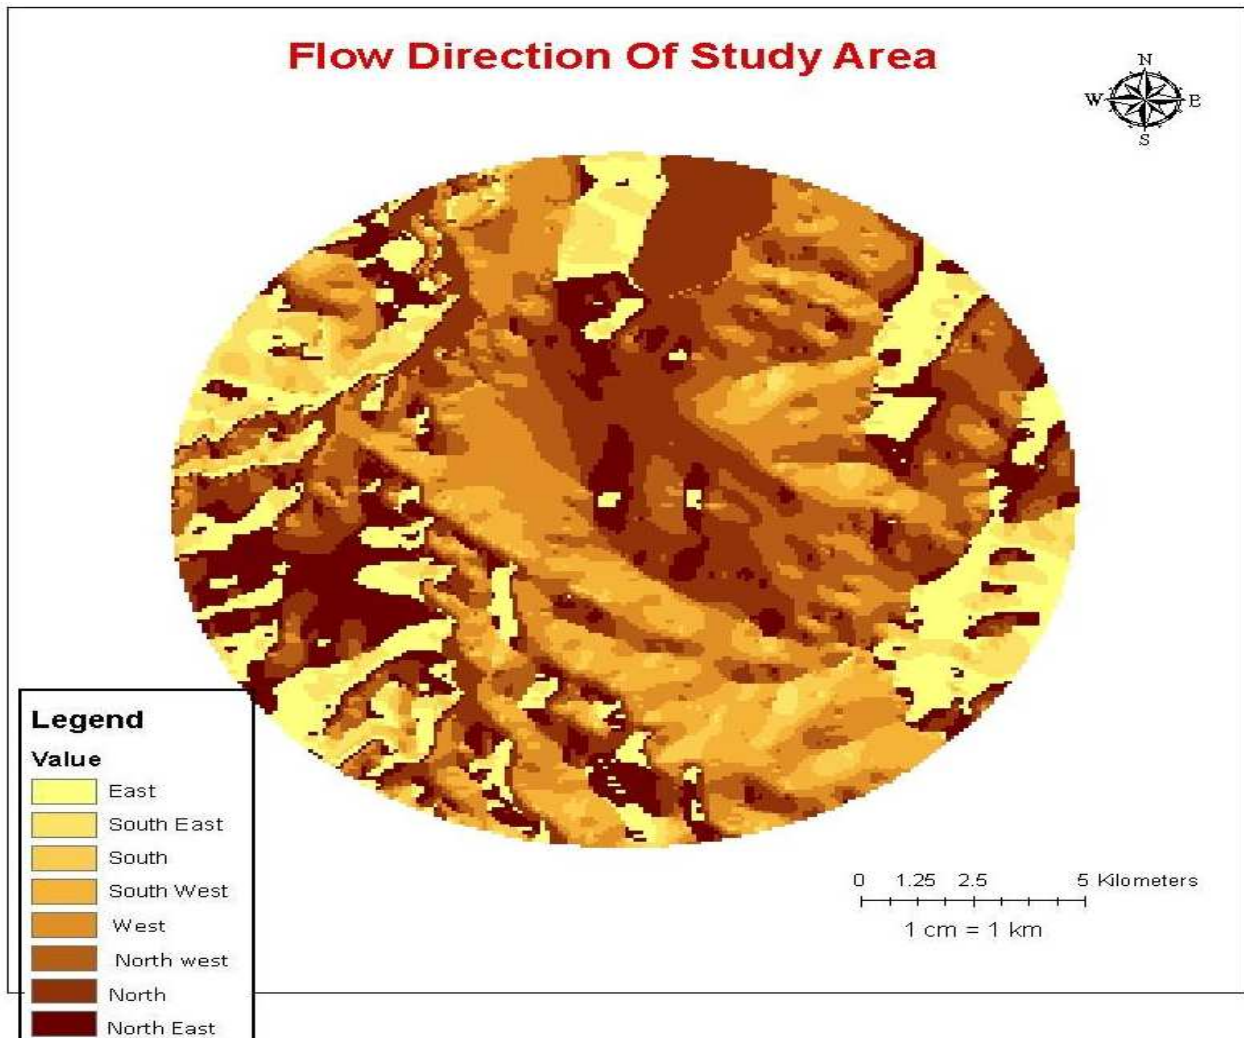 Flow Direction Of Study Area
N
W E
S
Legend
Value
East
South East
South
South West
West
North west
North
North East
0 1.25 2.5 5 Kilometers
1 cm = 1 km